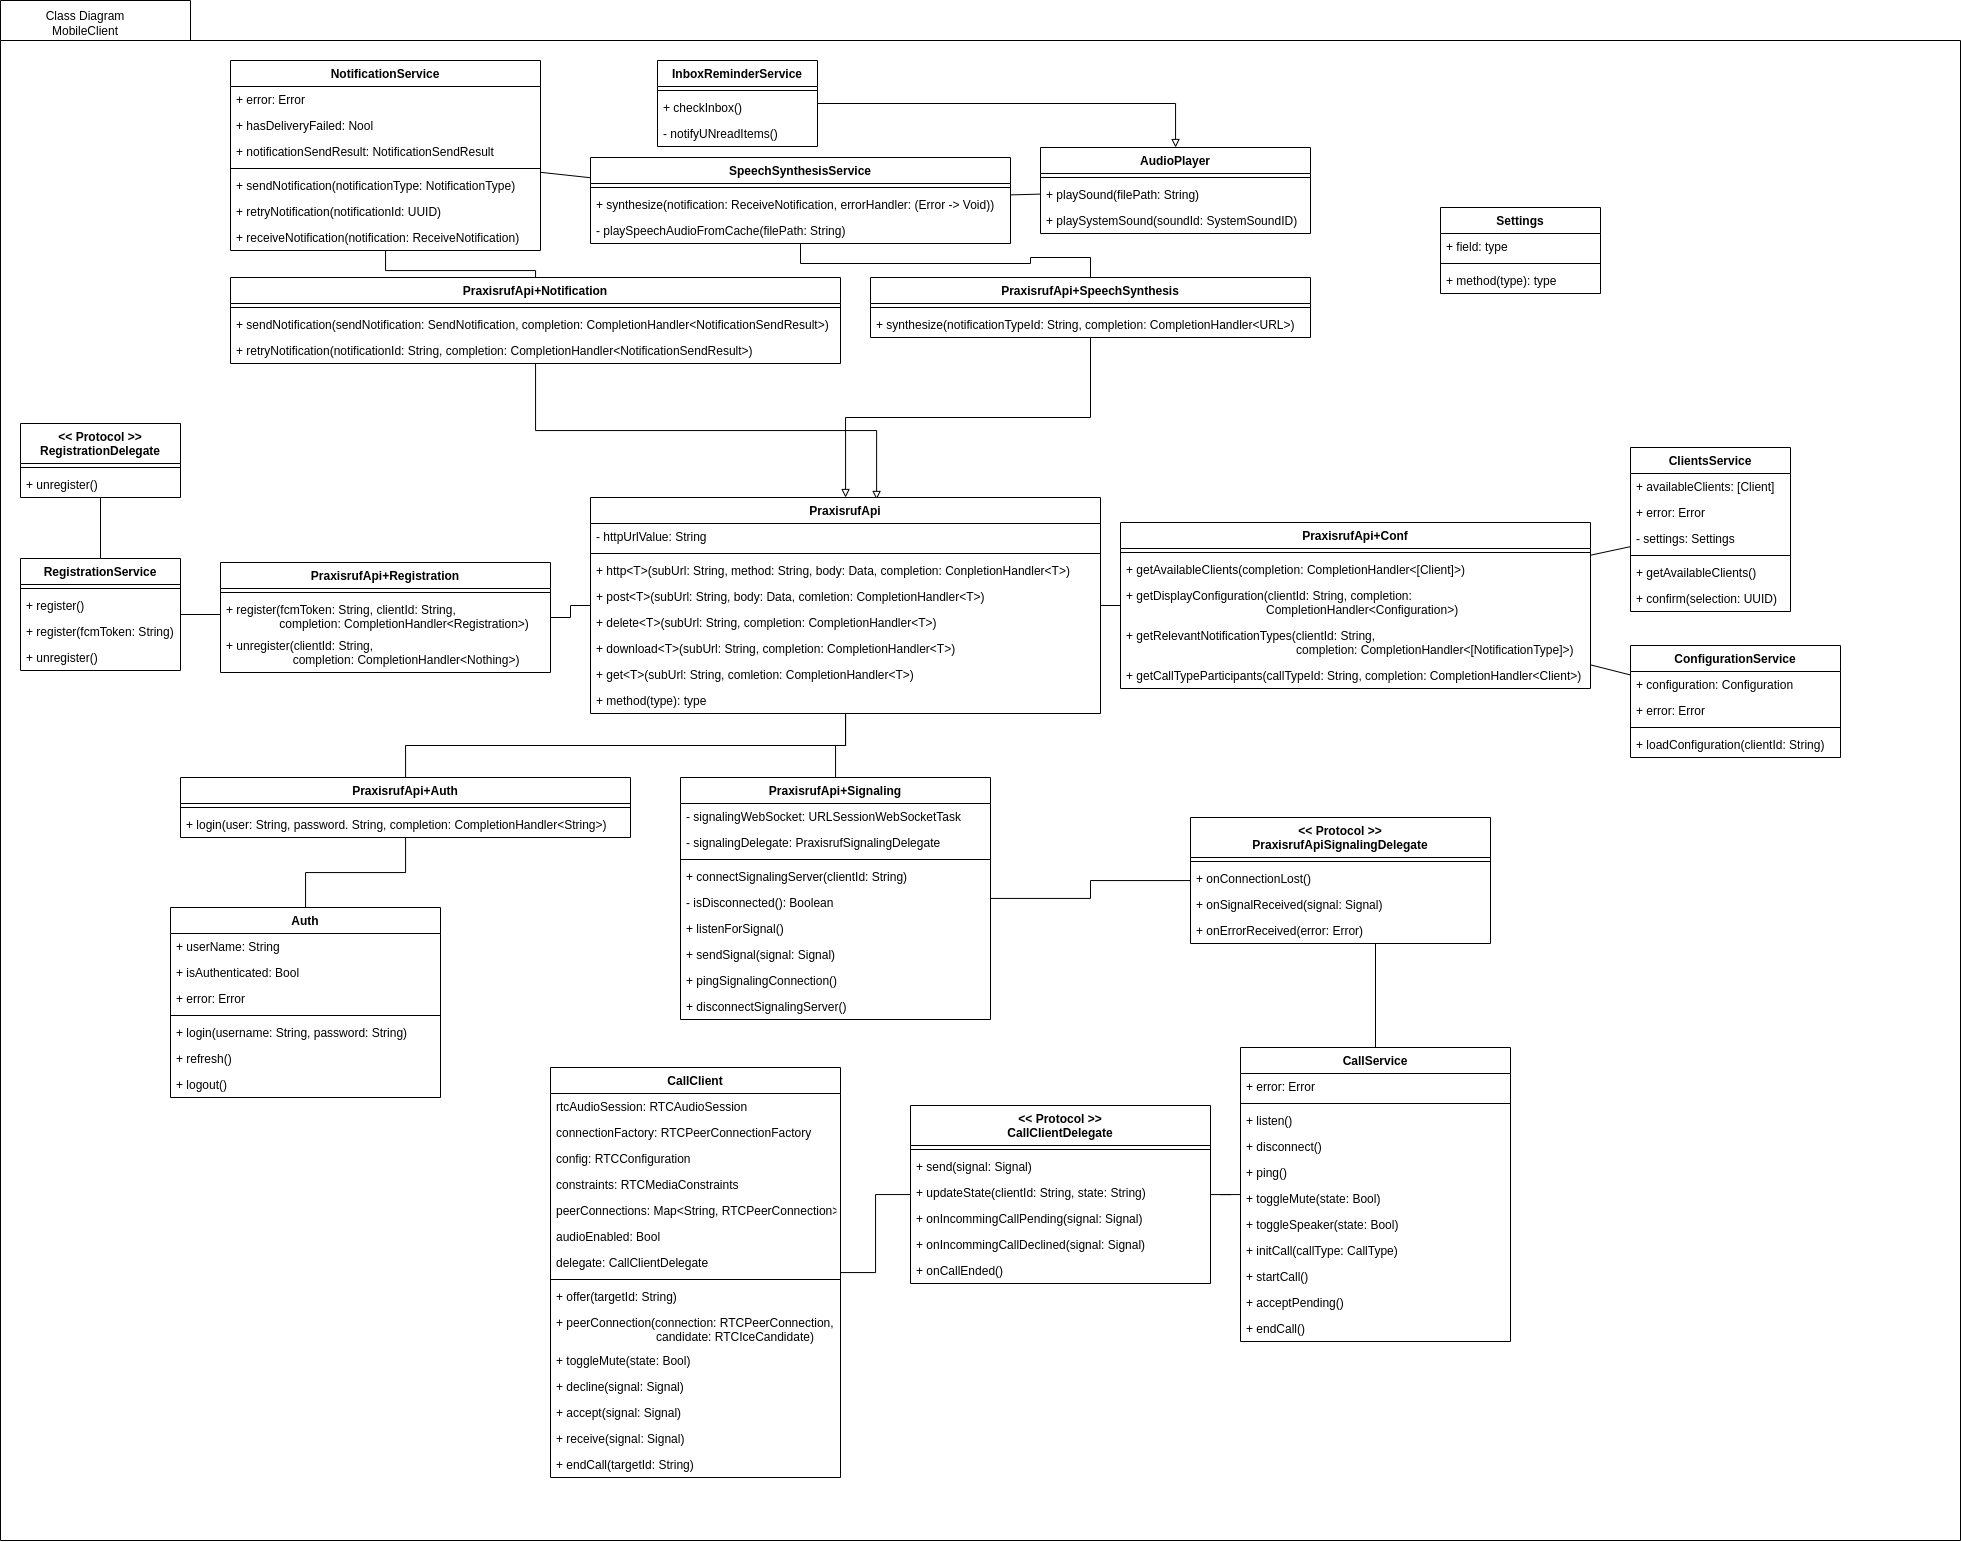 Class Diagram
MobileClient
NotificationService
+ error: Error
+ hasDeliveryFailed: Nool
+ notificationSendResult: NotificationSendResult
+ sendNotification(notificationType: NotificationType)
+ retryNotification(notificationId: UUID)
+ receiveNotification(notification: ReceiveNotification)
InboxReminderService
+ checkInbox()
- notifyUNreadItems()
SpeechSynthesisService
+ synthesize(notification: ReceiveNotification, errorHandler: (Error -> Void))
- playSpeechAudioFromCache(filePath: String)
AudioPlayer
+ playSound(filePath: String)
+ playSystemSound(soundId: SystemSoundID)
Settings
+ field: type
+ method(type): type
PraxisrufApi+Notification
+ sendNotification(sendNotification: SendNotification, completion: CompletionHandler<NotificationSendResult>)
+ retryNotification(notificationId: String, completion: CompletionHandler<NotificationSendResult>)
PraxisrufApi+SpeechSynthesis
+ synthesize(notificationTypeId: String, completion: CompletionHandler<URL>)
<< Protocol >>
RegistrationDelegate
+ unregister()
RegistrationService
+ register()
+ register(fcmToken: String)
+ unregister()
PraxisrufApi+Registration
+ register(fcmToken: String, clientId: String,
completion: CompletionHandler<Registration>)
+ unregister(clientId: String,
completion: CompletionHandler<Nothing>)
PraxisrufApi
- httpUrlValue: String
+ http<T>(subUrl: String, method: String, body: Data, completion: ConpletionHandler<T>)
+ post<T>(subUrl: String, body: Data, comletion: CompletionHandler<T>)
+ delete<T>(subUrl: String, completion: CompletionHandler<T>)
+ download<T>(subUrl: String, completion: CompletionHandler<T>)
+ get<T>(subUrl: String, comletion: CompletionHandler<T>)
+ method(type): type
PraxisrufApi+Conf
+ getAvailableClients(completion: CompletionHandler<[Client]>)
+ getDisplayConfiguration(clientId: String, completion:
CompletionHandler<Configuration>)
+ getRelevantNotificationTypes(clientId: String,
completion: CompletionHandler<[NotificationType]>)
+ getCallTypeParticipants(callTypeId: String, completion: CompletionHandler<Client>)
ClientsService
+ availableClients: [Client]
+ error: Error
- settings: Settings
+ getAvailableClients()
+ confirm(selection: UUID)
ConfigurationService
+ configuration: Configuration
+ error: Error
+ loadConfiguration(clientId: String)
PraxisrufApi+Auth
+ login(user: String, password. String, completion: CompletionHandler<String>)
Auth
+ userName: String
+ isAuthenticated: Bool
+ error: Error
+ login(username: String, password: String)
+ refresh()
+ logout()
PraxisrufApi+Signaling
- signalingWebSocket: URLSessionWebSocketTask
- signalingDelegate: PraxisrufSignalingDelegate
+ connectSignalingServer(clientId: String)
- isDisconnected(): Boolean
+ listenForSignal()
+ sendSignal(signal: Signal)
+ pingSignalingConnection()
+ disconnectSignalingServer()
<< Protocol >>
PraxisrufApiSignalingDelegate
+ onConnectionLost()
+ onSignalReceived(signal: Signal)
+ onErrorReceived(error: Error)
CallClient
rtcAudioSession: RTCAudioSession
connectionFactory: RTCPeerConnectionFactory
config: RTCConfiguration
constraints: RTCMediaConstraints
peerConnections: Map<String, RTCPeerConnection>
audioEnabled: Bool
delegate: CallClientDelegate
+ offer(targetId: String)
+ peerConnection(connection: RTCPeerConnection,
candidate: RTCIceCandidate)
+ toggleMute(state: Bool)
+ decline(signal: Signal)
+ accept(signal: Signal)
+ receive(signal: Signal)
+ endCall(targetId: String)
<< Protocol >>
CallClientDelegate
+ send(signal: Signal)
+ updateState(clientId: String, state: String)
+ onIncommingCallPending(signal: Signal)
+ onIncommingCallDeclined(signal: Signal)
+ onCallEnded()
CallService
+ error: Error
+ listen()
+ disconnect()
+ ping()
+ toggleMute(state: Bool)
+ toggleSpeaker(state: Bool)
+ initCall(callType: CallType)
+ startCall()
+ acceptPending()
+ endCall()